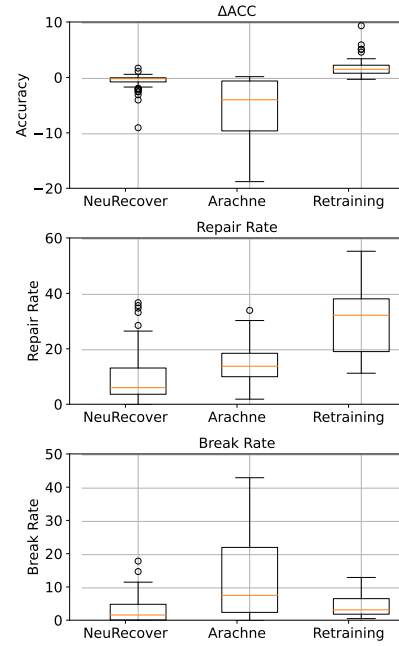 ΔACC
10
0
−10
−20
Accuracy
NeuRecover Arachne Retraining
Repair Rate
60
40
20
0
Repair Rate
NeuRecover Arachne Retraining
Break Rate
50
40
30
20
10
0
Break Rate
NeuRecover Arachne Retraining